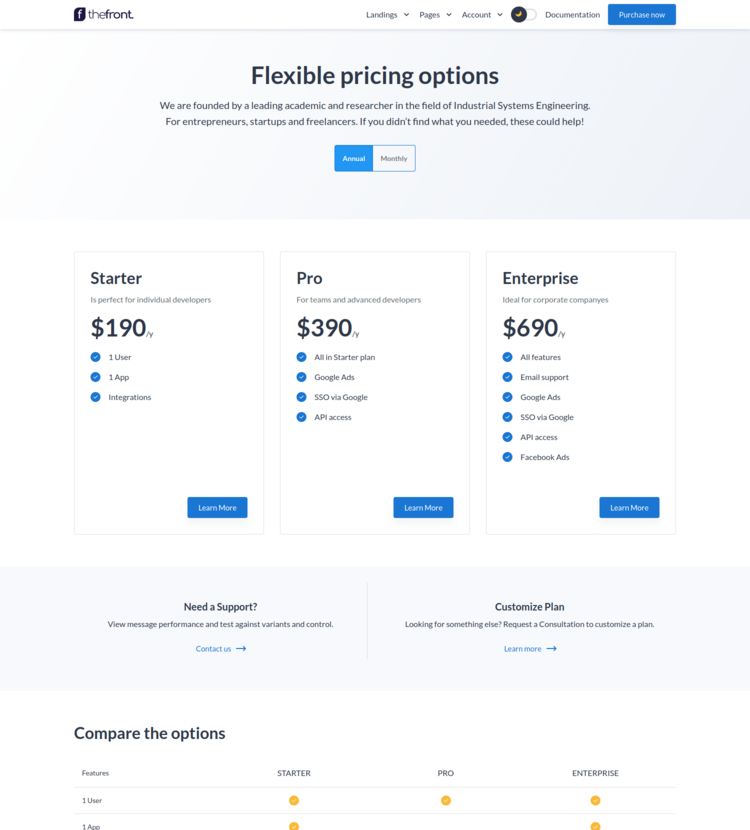 thefront.
Landings Pages Account Documentation Purchase now
Flexible pricing options
We are founded by a leading academic and researcher in the field of Industrial Systems Engineering.
For entrepreneurs, startups and freelancers. If you didn't find what you needed, these could help!
Annual Monthly
Starter
Is perfect for individual developers
$190/y
1 User
1 App
Integrations
Learn More
Pro
For teams and advanced developers
$390/y
All in Starter plan
Google Ads
SSO via Google
API access
Learn More
Enterprise
Ideal for corporate companyes
$690/y
All features
Email support
Google Ads
SSO via Google
API access
Facebook Ads
Learn More
Need a Support?
View message performance and test against variants and control.
Contact us
Customize Plan
Looking for something else? Request a Consultation to customize a plan.
Learn more
Compare the options
Features STARTER PRO ENTERPRISE
1 User
1 App